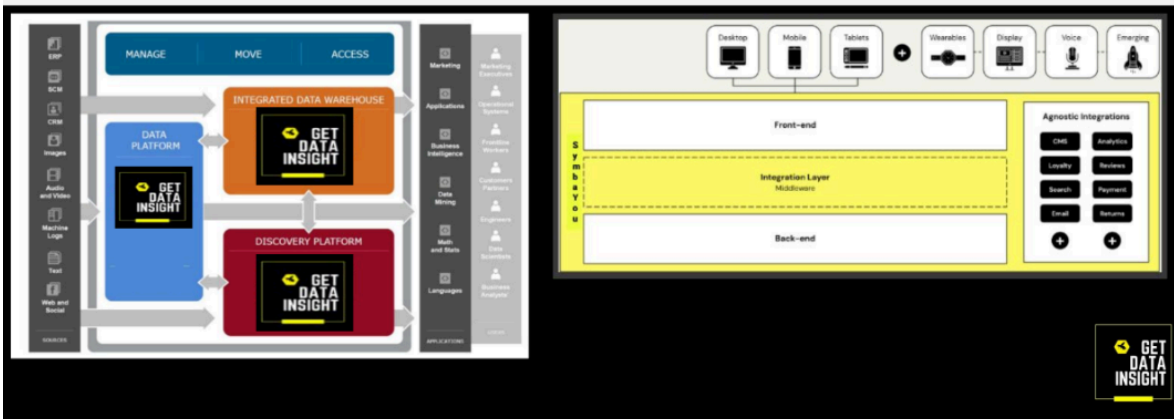 ERP
SCM
CRM
Images
Audio
and Video
Machine
Logs
Text
Web and
Social
SOURCES
MANAGE
MOVE
ACCESS
INTEGRATED DATA WAREHOUSE
GET
DATA
INSIGHT
DATA
PLATFORM
GET
DATA
INSIGHT
DISCOVERY PLATFORM
GET
DATA
INSIGHT
Marketing
Applications
Business
Intelligence
Data
Mining
Math
and Stats
Languages
APPLICATIONS
Marketing
Executives
Operational
Systems
Frontline
Workers
Customers
Partners
Engineers
Data
Scientists
Business
Analysts
Desktop
Mobile
Tablets
Wearables
Display
Voice
Emerging
SymbaYou
Front-end
Integration Layer
Middleware
Back-end
Agnostic Integrations
CMS
Analytics
Loyalty
Reviews
Search
Payment
Email
Returns
GET
DATA
INSIGHT